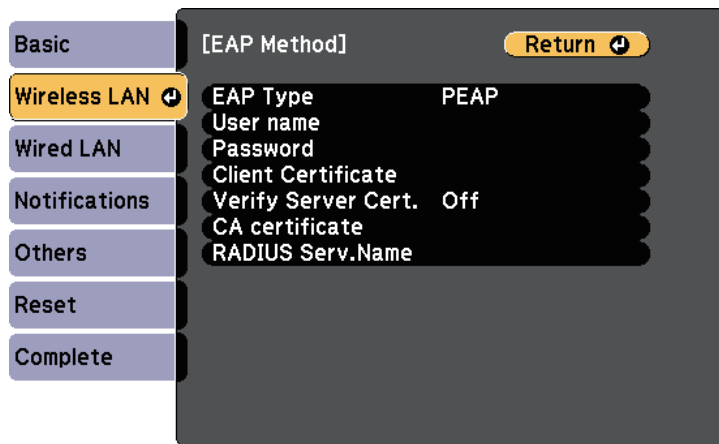 Basic
Wireless LAN
Wired LAN
Notifications
Others
Reset
Complete
[EAP Method]
Return
EAP Type PEAP
User name
Password
Client Certificate
Verify Server Cert. Off
CA certificate
RADIUS Serv.Name